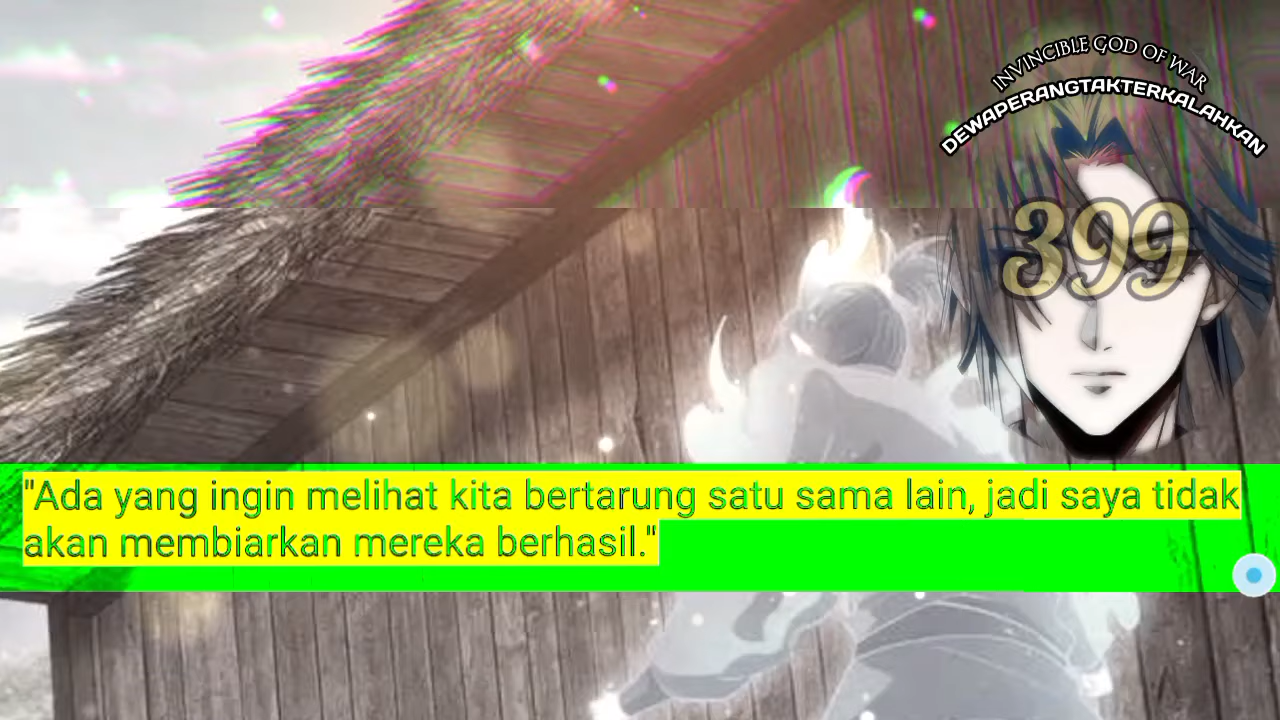 INVINCIBLE GOD OF WAR
DEWAPERANGTAKTERKALAHKAN
399
"Ada yang ingin melihat kita bertarung satu sama lain, jadi saya tidak
akan membiarkan mereka berhasil."